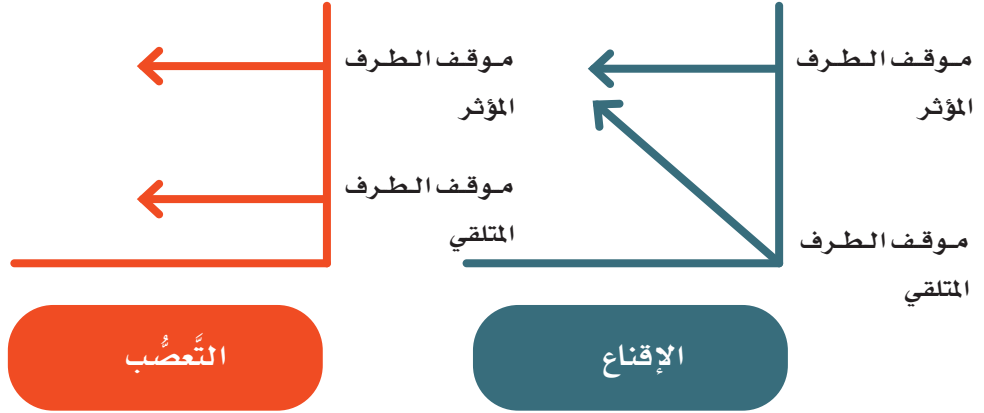 موقف الطرف
المؤثر
موقف الطرف
المتلقي
الإقناع
موقف الطرف
المؤثر
موقف الطرف
المتلقي
التَّعصُّب